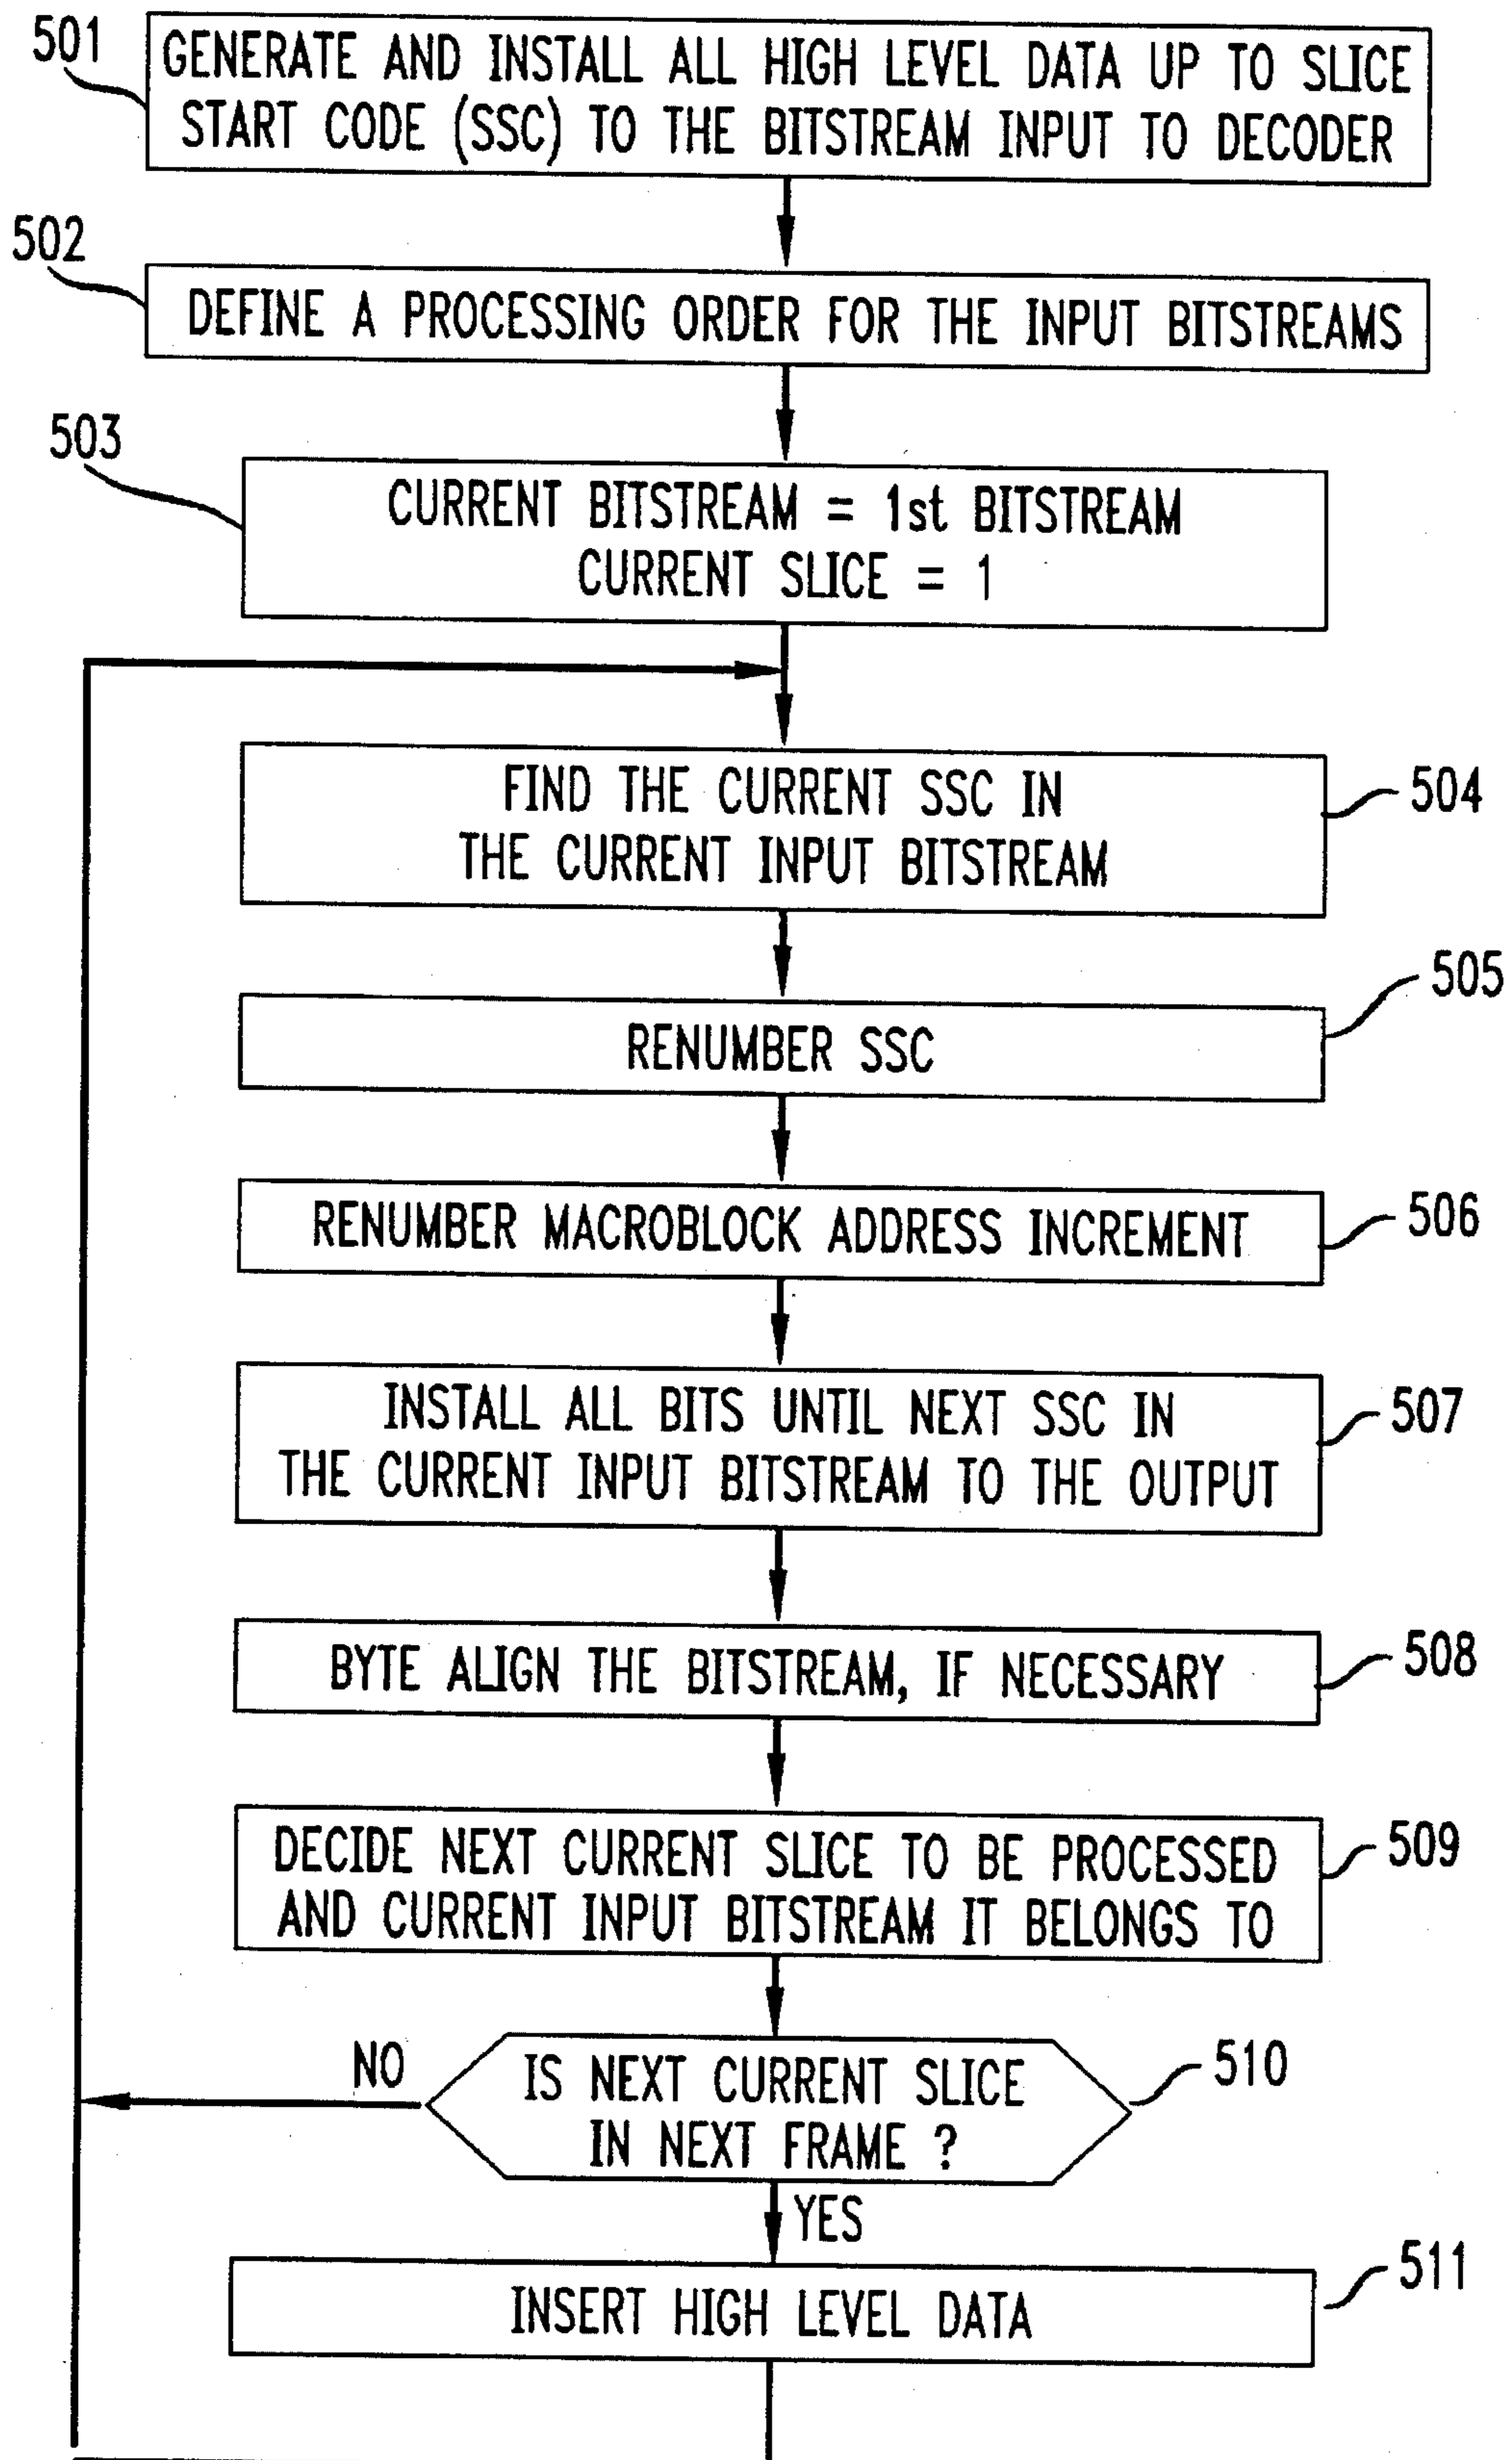 501
GENERATE AND INSTALL ALL HIGH LEVEL DATA UP TO SLICE
START CODE (SSC) TO THE BITSTREAM INPUT TO DECODER
502
DEFINE A PROCESSING ORDER FOR THE INPUT BITSTREAMS
503
CURRENT BITSTREAM = 1st BITSTREAM
CURRENT SLICE = 1
FIND THE CURRENT SSC IN
THE CURRENT INPUT BITSTREAM
504
RENUMBER SSC
505
RENUMBER MACROBLOCK ADDRESS INCREMENT
506
INSTALL ALL BITS UNTIL NEXT SSC IN
THE CURRENT INPUT BITSTREAM TO THE OUTPUT
507
BYTE ALIGN THE BITSTREAM, IF NECESSARY
508
DECIDE NEXT CURRENT SLICE TO BE PROCESSED
AND CURRENT INPUT BITSTREAM IT BELONGS TO
509
NO
IS NEXT CURRENT SLICE
IN NEXT FRAME ?
510
YES
INSERT HIGH LEVEL DATA
511